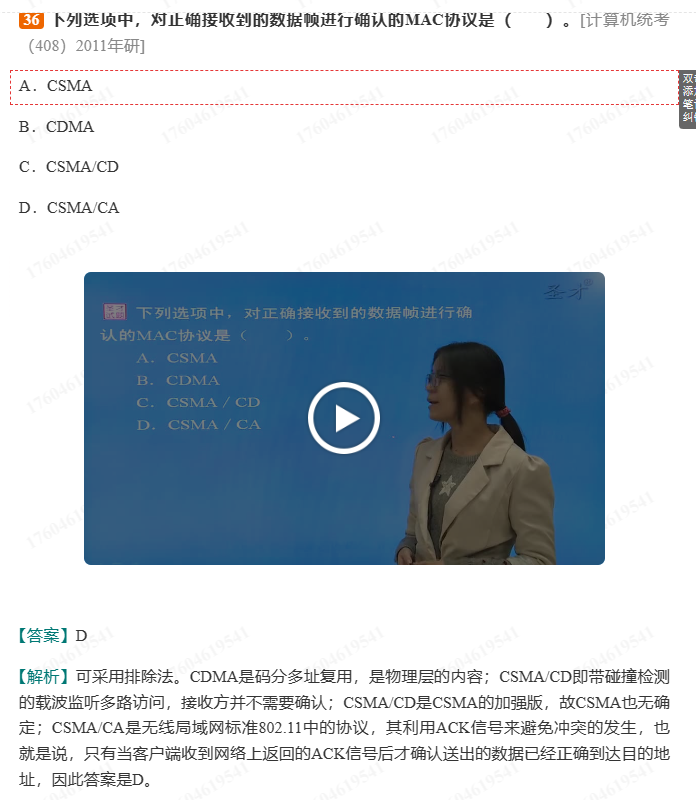 36 下列选项中，对正确接收到的数据帧进行确认的MAC协议是（　　）。[计算机统考
（408）2011年研]
A．CSMA
B．CDMA
C．CSMA/CD
D．CSMA/CA
下列选项中，对正确接收到的数据帧进行确
认的MAC协议是（　　）。
A．CSMA
B．CDMA
C．CSMA／CD
D．CSMA／CA
圣才
【答案】D
【解析】可采用排除法。CDMA是码分多址复用，是物理层的内容；CSMA/CD即带碰撞检测
的载波监听多路访问，接收方并不需要确认；CSMA/CD是CSMA的加强版，故CSMA也无确
定；CSMA/CA是无线局域网标准802.11中的协议，其利用ACK信号来避免冲突的发生，也
就是说，只有当客户端收到网络上返回的ACK信号后才确认送出的数据已经正确到达目的地
址，因此答案是D。
17604619541